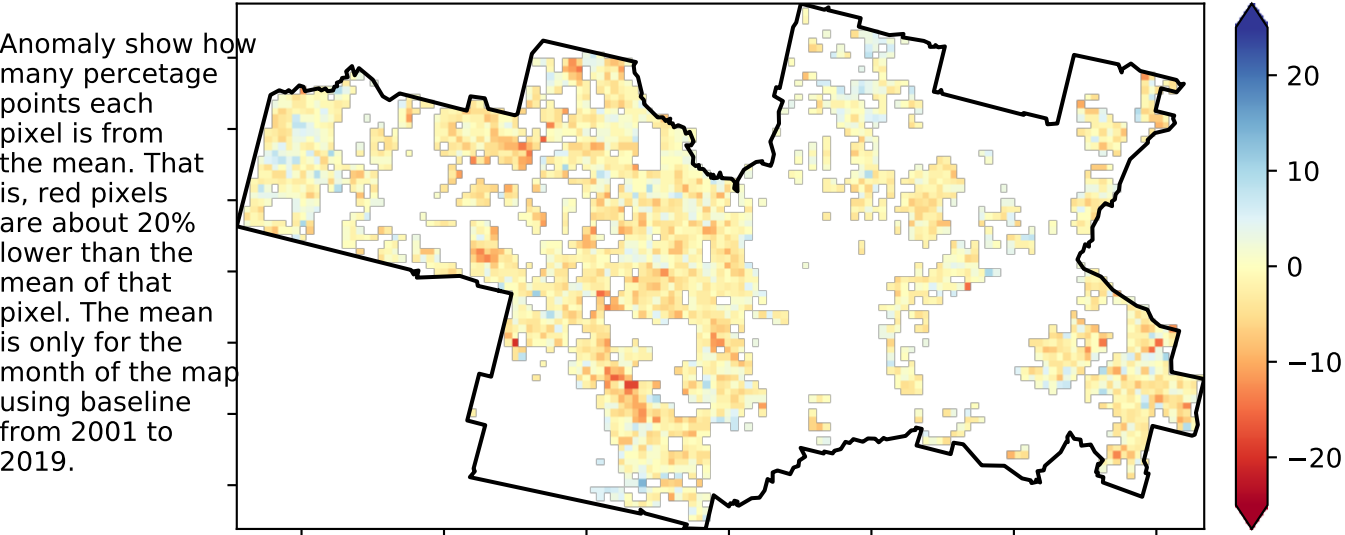 Anomaly show how
many percetage
points each
pixel is from
the mean. That
is, red pixels
are about 20%
lower than the
mean of that
pixel. The mean
is only for the
month of the map
using baseline
from 2001 to
2019.
20
10
0
−10
−20